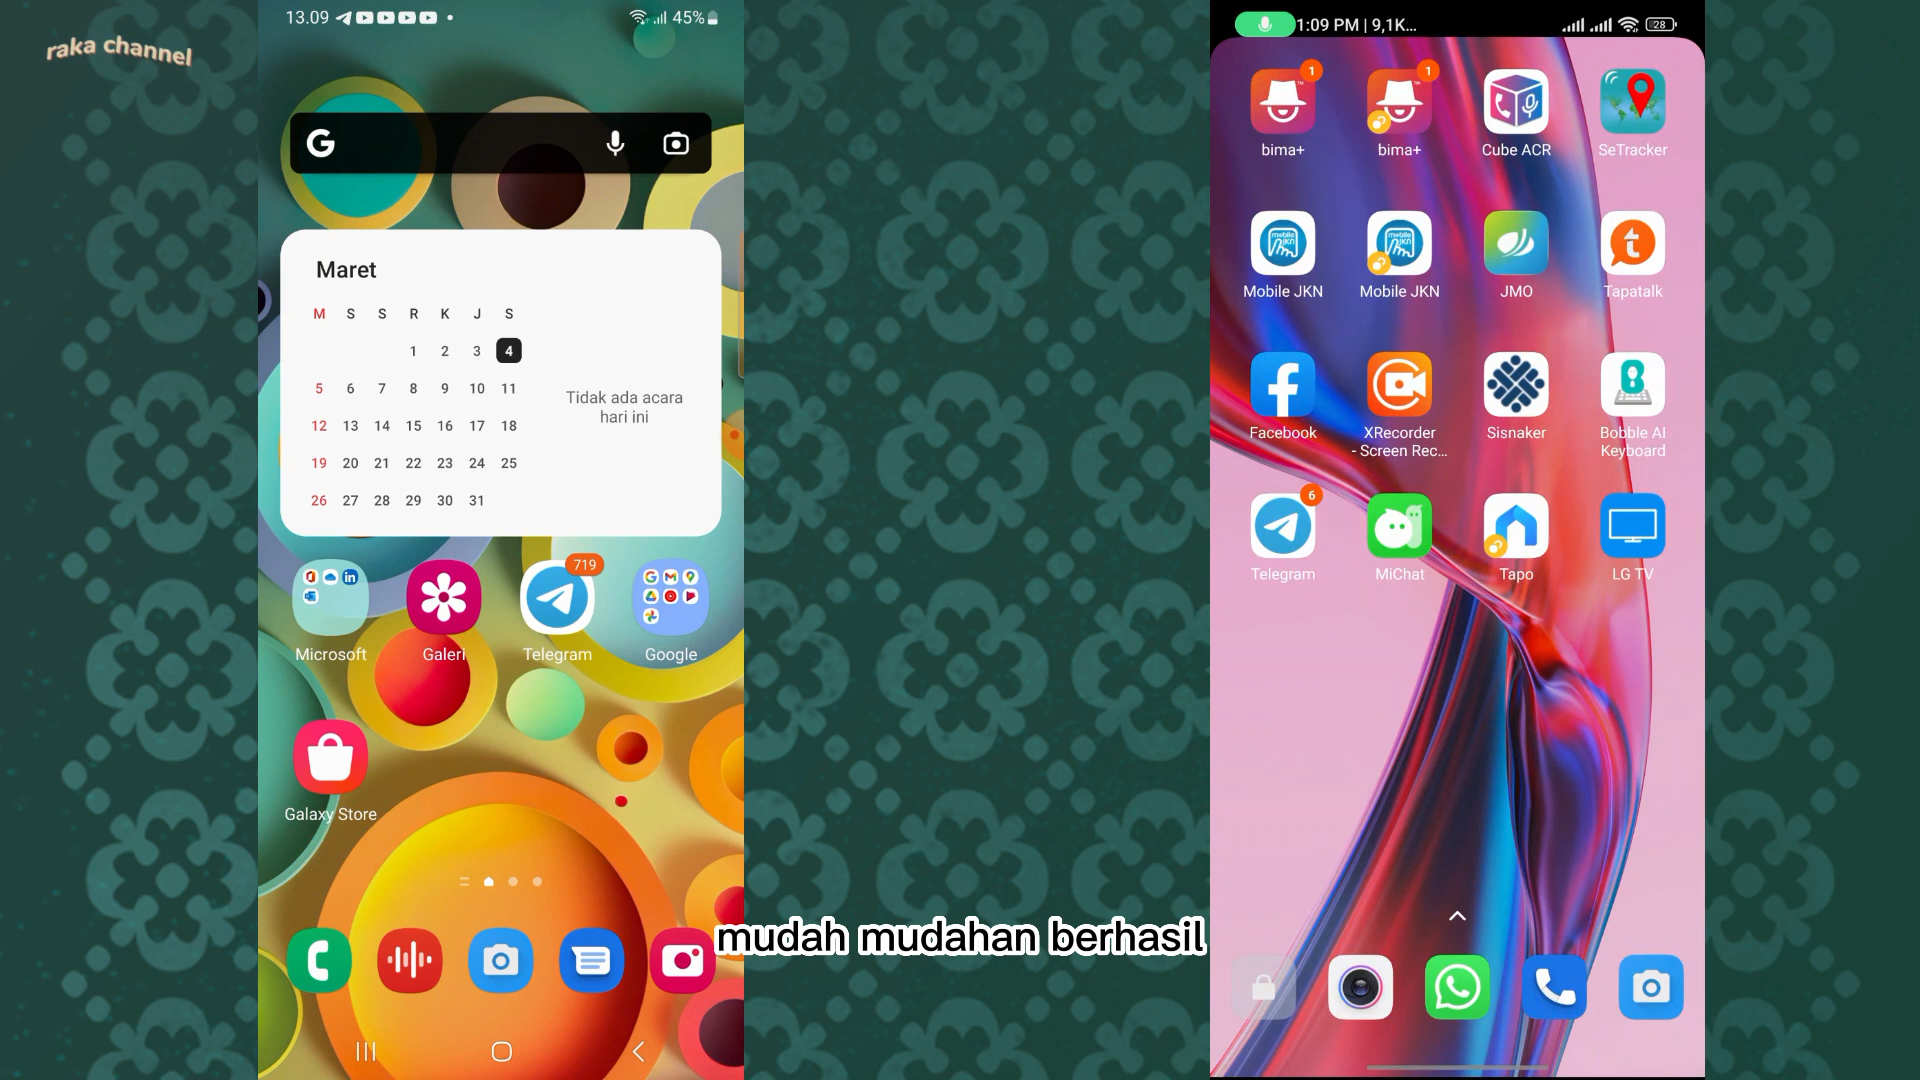 raka channel
13.09
45%
G
Maret
M S S R K J S
1 2 3 4
5 6 7 8 9 10 11
12 13 14 15 16 17 18
19 20 21 22 23 24 25
26 27 28 29 30 31
Tidak ada acara
hari ini
719
Microsoft Galeri Telegram Google
Galaxy Store
mudah mudahan berhasil
1:09 PM | 9,1K...
28
1 1
bima+ bima+ Cube ACR SeTracker
mobile jkn mobile jkn
Mobile JKN Mobile JKN JMO Tapatalk
Facebook XRecorder
- Screen Rec... Sisnaker Bobble AI
Keyboard
6
Telegram MiChat Tapo LG TV